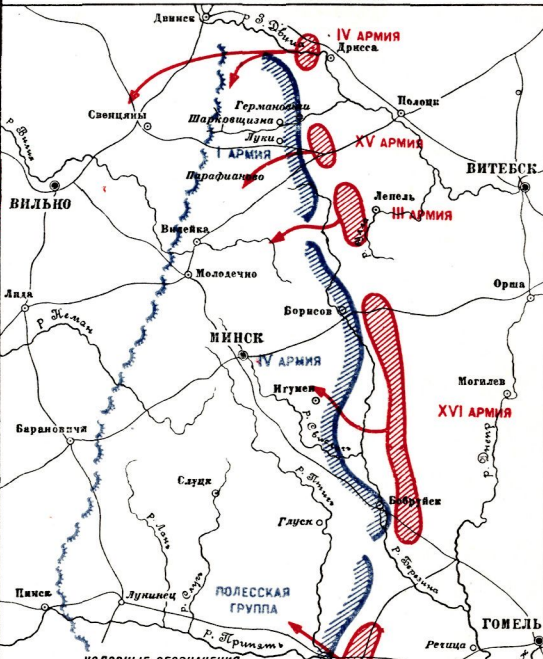 Двинск
р. З. Двина
IV АРМИЯ
Дрисса
Полоцк
Свенцяны
Германовичи
Шарковщизна
Луки
XV АРМИЯ
I АРМИЯ
р. Вилия
ВИТЕБСК
Парафианово
ВИЛЬНО
Лепель
III АРМИЯ
Вилейка
Молодечно
Лида
Орша
р. Неман
Борисов
МИНСК
IV АРМИЯ
Игумен
Могилев
XVI АРМИЯ
Барановичи
р. Днепр
р. Птичь
Слуцк
Бобруйск
Глуск
р. Лань
р. Березина
р. Случь
Пинск
Лунинец
ПОЛЕССКАЯ
ГРУППА
ГОМЕЛЬ
р. Припять
Речица